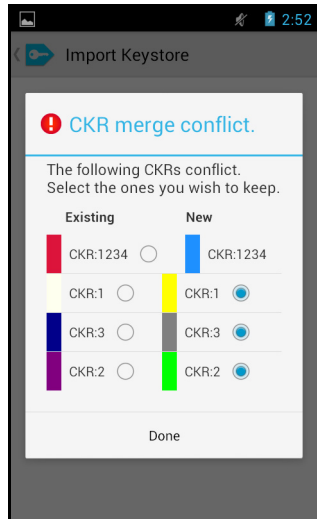 2:52
Import Keystore
CKR merge conflict.
The following CKRs conflict.
Select the ones you wish to keep.
Existing New
CKR:1234 CKR:1234
CKR:1 CKR:1
CKR:3 CKR:3
CKR:2 CKR:2
Done